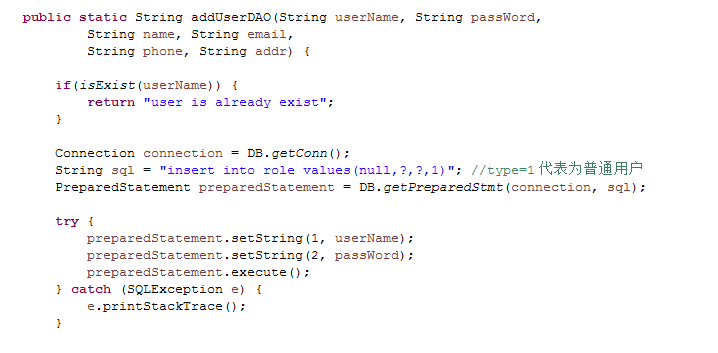 public static String addUserDAO(String userName, String passWord,
        String name, String email,
        String phone, String addr) {
    if(isExist(userName)) {
        return "user is already exist";
    }
    Connection connection = DB.getConn();
    String sql = "insert into role values(null,?,?,1)"; //type=1 代表为普通用户
    PreparedStatement preparedStatement = DB.getPreparedStmt(connection, sql);
    try {
        preparedStatement.setString(1, userName);
        preparedStatement.setString(2, passWord);
        preparedStatement.execute();
    } catch (SQLException e) {
        e.printStackTrace();
    }